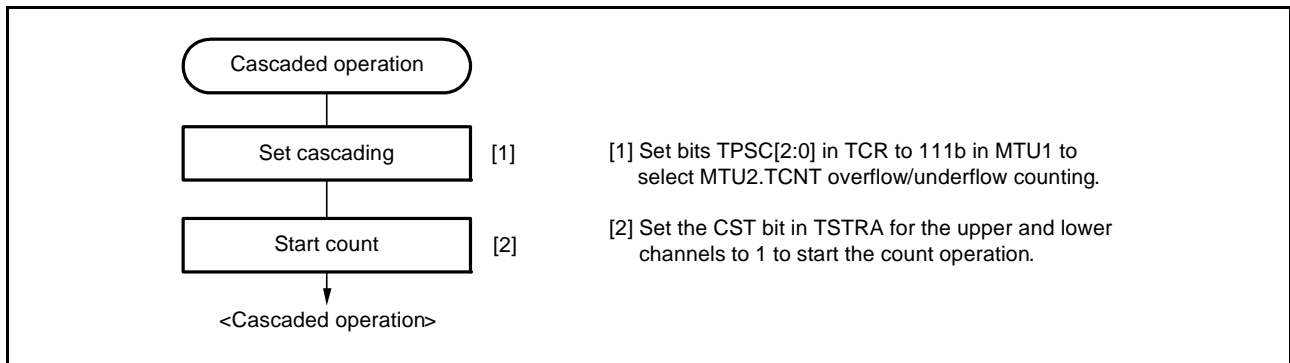 Cascaded operation
Set cascading
[1]
[1] Set bits TPSC[2:0] in TCR to 111b in MTU1 to
select MTU2.TCNT overflow/underflow counting.
Start count
[2]
[2] Set the CST bit in TSTRA for the upper and lower
channels to 1 to start the count operation.
<Cascaded operation>